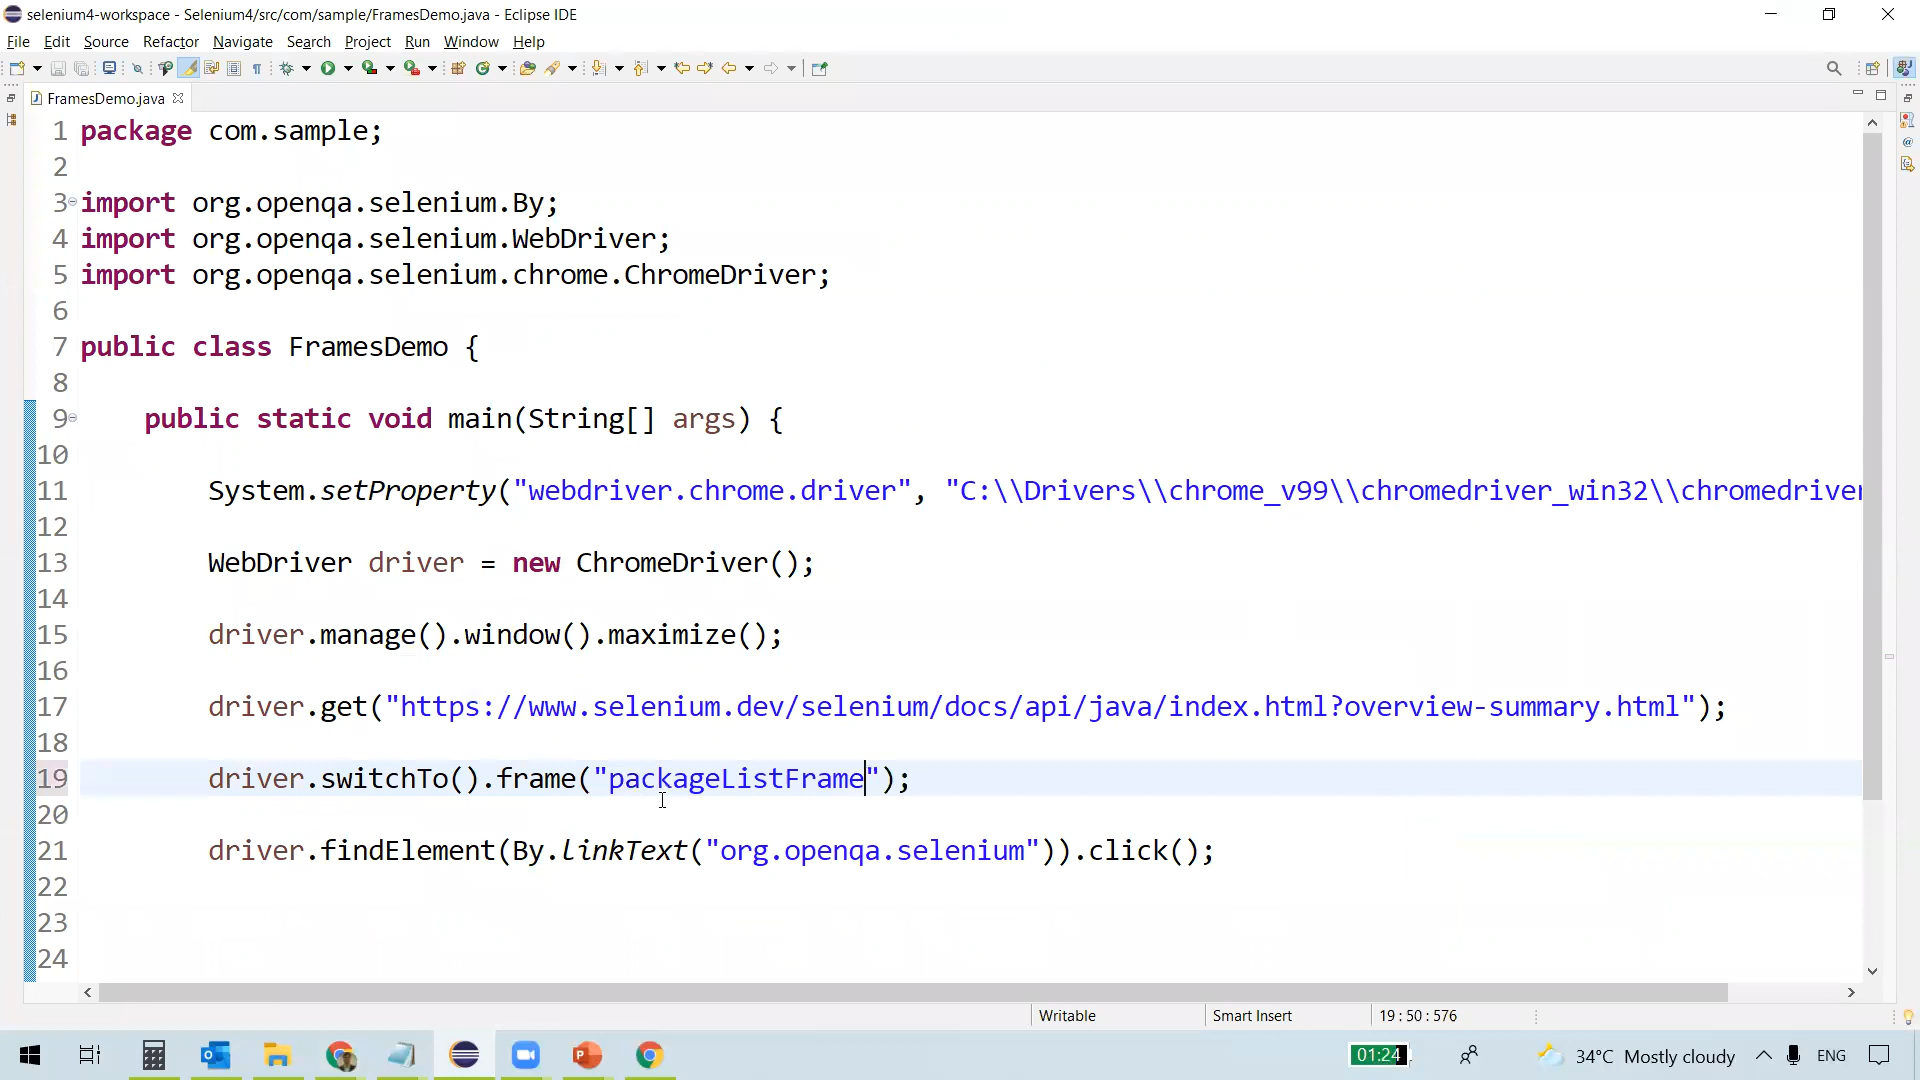 selenium4-workspace - Selenium4/src/com/sample/FramesDemo.java - Eclipse IDE
File Edit Source Refactor Navigate Search Project Run Window Help
FramesDemo.java
1 package com.sample;
2
3 import org.openqa.selenium.By;
4 import org.openqa.selenium.WebDriver;
5 import org.openqa.selenium.chrome.ChromeDriver;
6
7 public class FramesDemo {
8
9 public static void main(String[] args) {
10
11 System.setProperty("webdriver.chrome.driver", "C:\\Drivers\\chrome_v99\\chromedriver_win32\\chromedriver
12
13 WebDriver driver = new ChromeDriver();
14
15 driver.manage().window().maximize();
16
17 driver.get("https://www.selenium.dev/selenium/docs/api/java/index.html?overview-summary.html");
18
19 driver.switchTo().frame("packageListFrame");
20
21 driver.findElement(By.linkText("org.openqa.selenium")).click();
22
23
24
Writable Smart Insert 19 : 50 : 576
01:24 34°C Mostly cloudy ENG